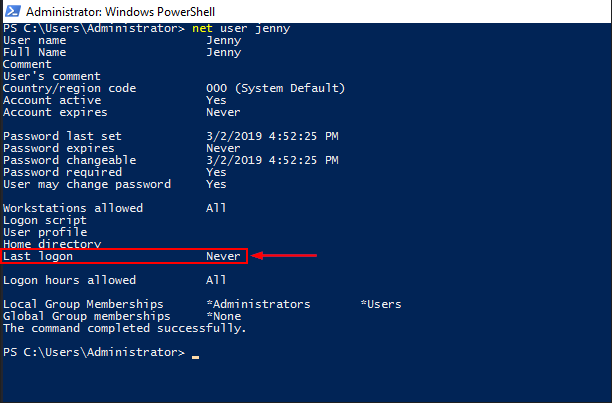 Administrator: Windows PowerShell
PS C:\Users\Administrator> net user jenny
User name Jenny
Full Name Jenny
Comment
User's comment
Country/region code 000 (System Default)
Account active Yes
Account expires Never
Password last set 3/2/2019 4:52:25 PM
Password expires Never
Password changeable 3/2/2019 4:52:25 PM
Password required Yes
User may change password Yes
Workstations allowed All
Logon script
User profile
Home directory
Last logon Never
Logon hours allowed All
Local Group Memberships *Administrators *Users
Global Group memberships *None
The command completed successfully.
PS C:\Users\Administrator>